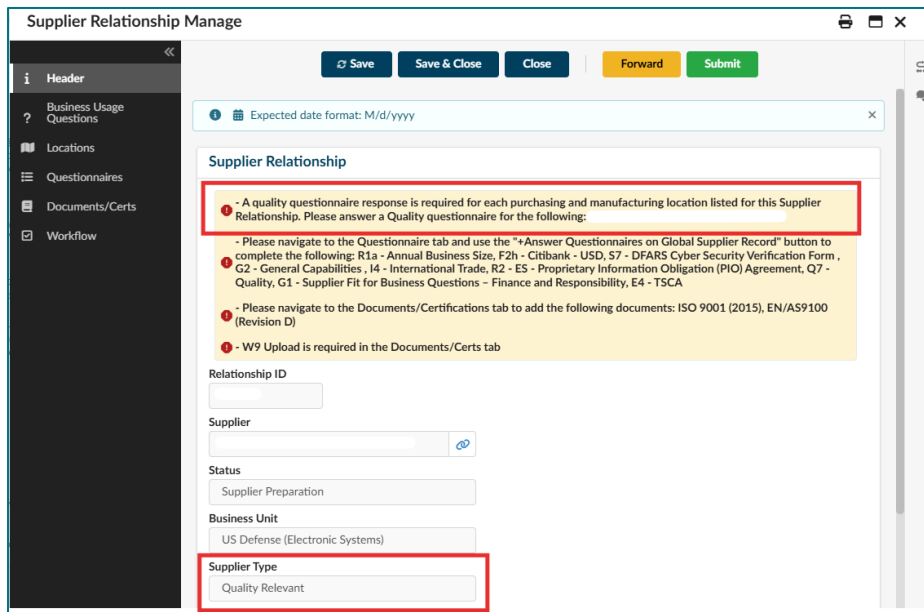 Supplier Relationship Manage
Header
Business Usage
Questions
Locations
Questionnaires
Documents/Certs
Workflow
Save
Save & Close
Close
Forward
Submit
Expected date format: M/d/yyyy
Supplier Relationship
- A quality questionnaire response is required for each purchasing and manufacturing location listed for this Supplier
Relationship. Please answer a Quality questionnaire for the following:
- Please navigate to the Questionnaire tab and use the "+Answer Questionnaires on Global Supplier Record" button to
complete the following: R1a - Annual Business Size, F2h - Citibank - USD, S7 - DFARS Cyber Security Verification Form ,
G2 - General Capabilities , I4 - International Trade, R2 - ES - Proprietary Information Obligation (PIO) Agreement, Q7 -
Quality, G1 - Supplier Fit for Business Questions – Finance and Responsibility, E4 - TSCA
- Please navigate to the Documents/Certifications tab to add the following documents: ISO 9001 (2015), EN/AS9100
(Revision D)
- W9 Upload is required in the Documents/Certs tab
Relationship ID
Supplier
Status
Supplier Preparation
Business Unit
US Defense (Electronic Systems)
Supplier Type
Quality Relevant